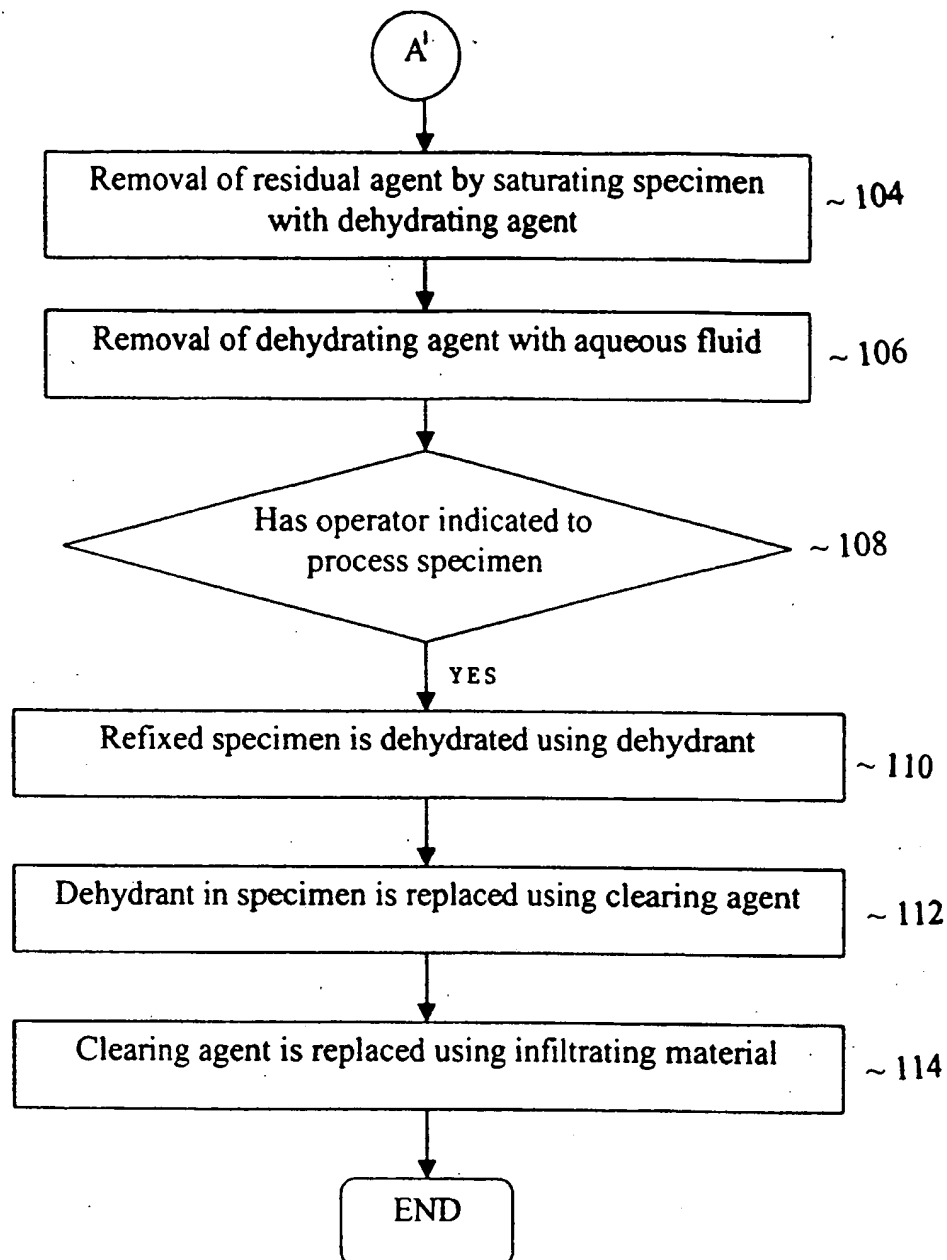 A'
Removal of residual agent by saturating specimen
with dehydrating agent
~ 104
Removal of dehydrating agent with aqueous fluid
~ 106
Has operator indicated to
process specimen
~ 108
YES
Refixed specimen is dehydrated using dehydrant
~ 110
Dehydrant in specimen is replaced using clearing agent
~ 112
Clearing agent is replaced using infiltrating material
~ 114
END